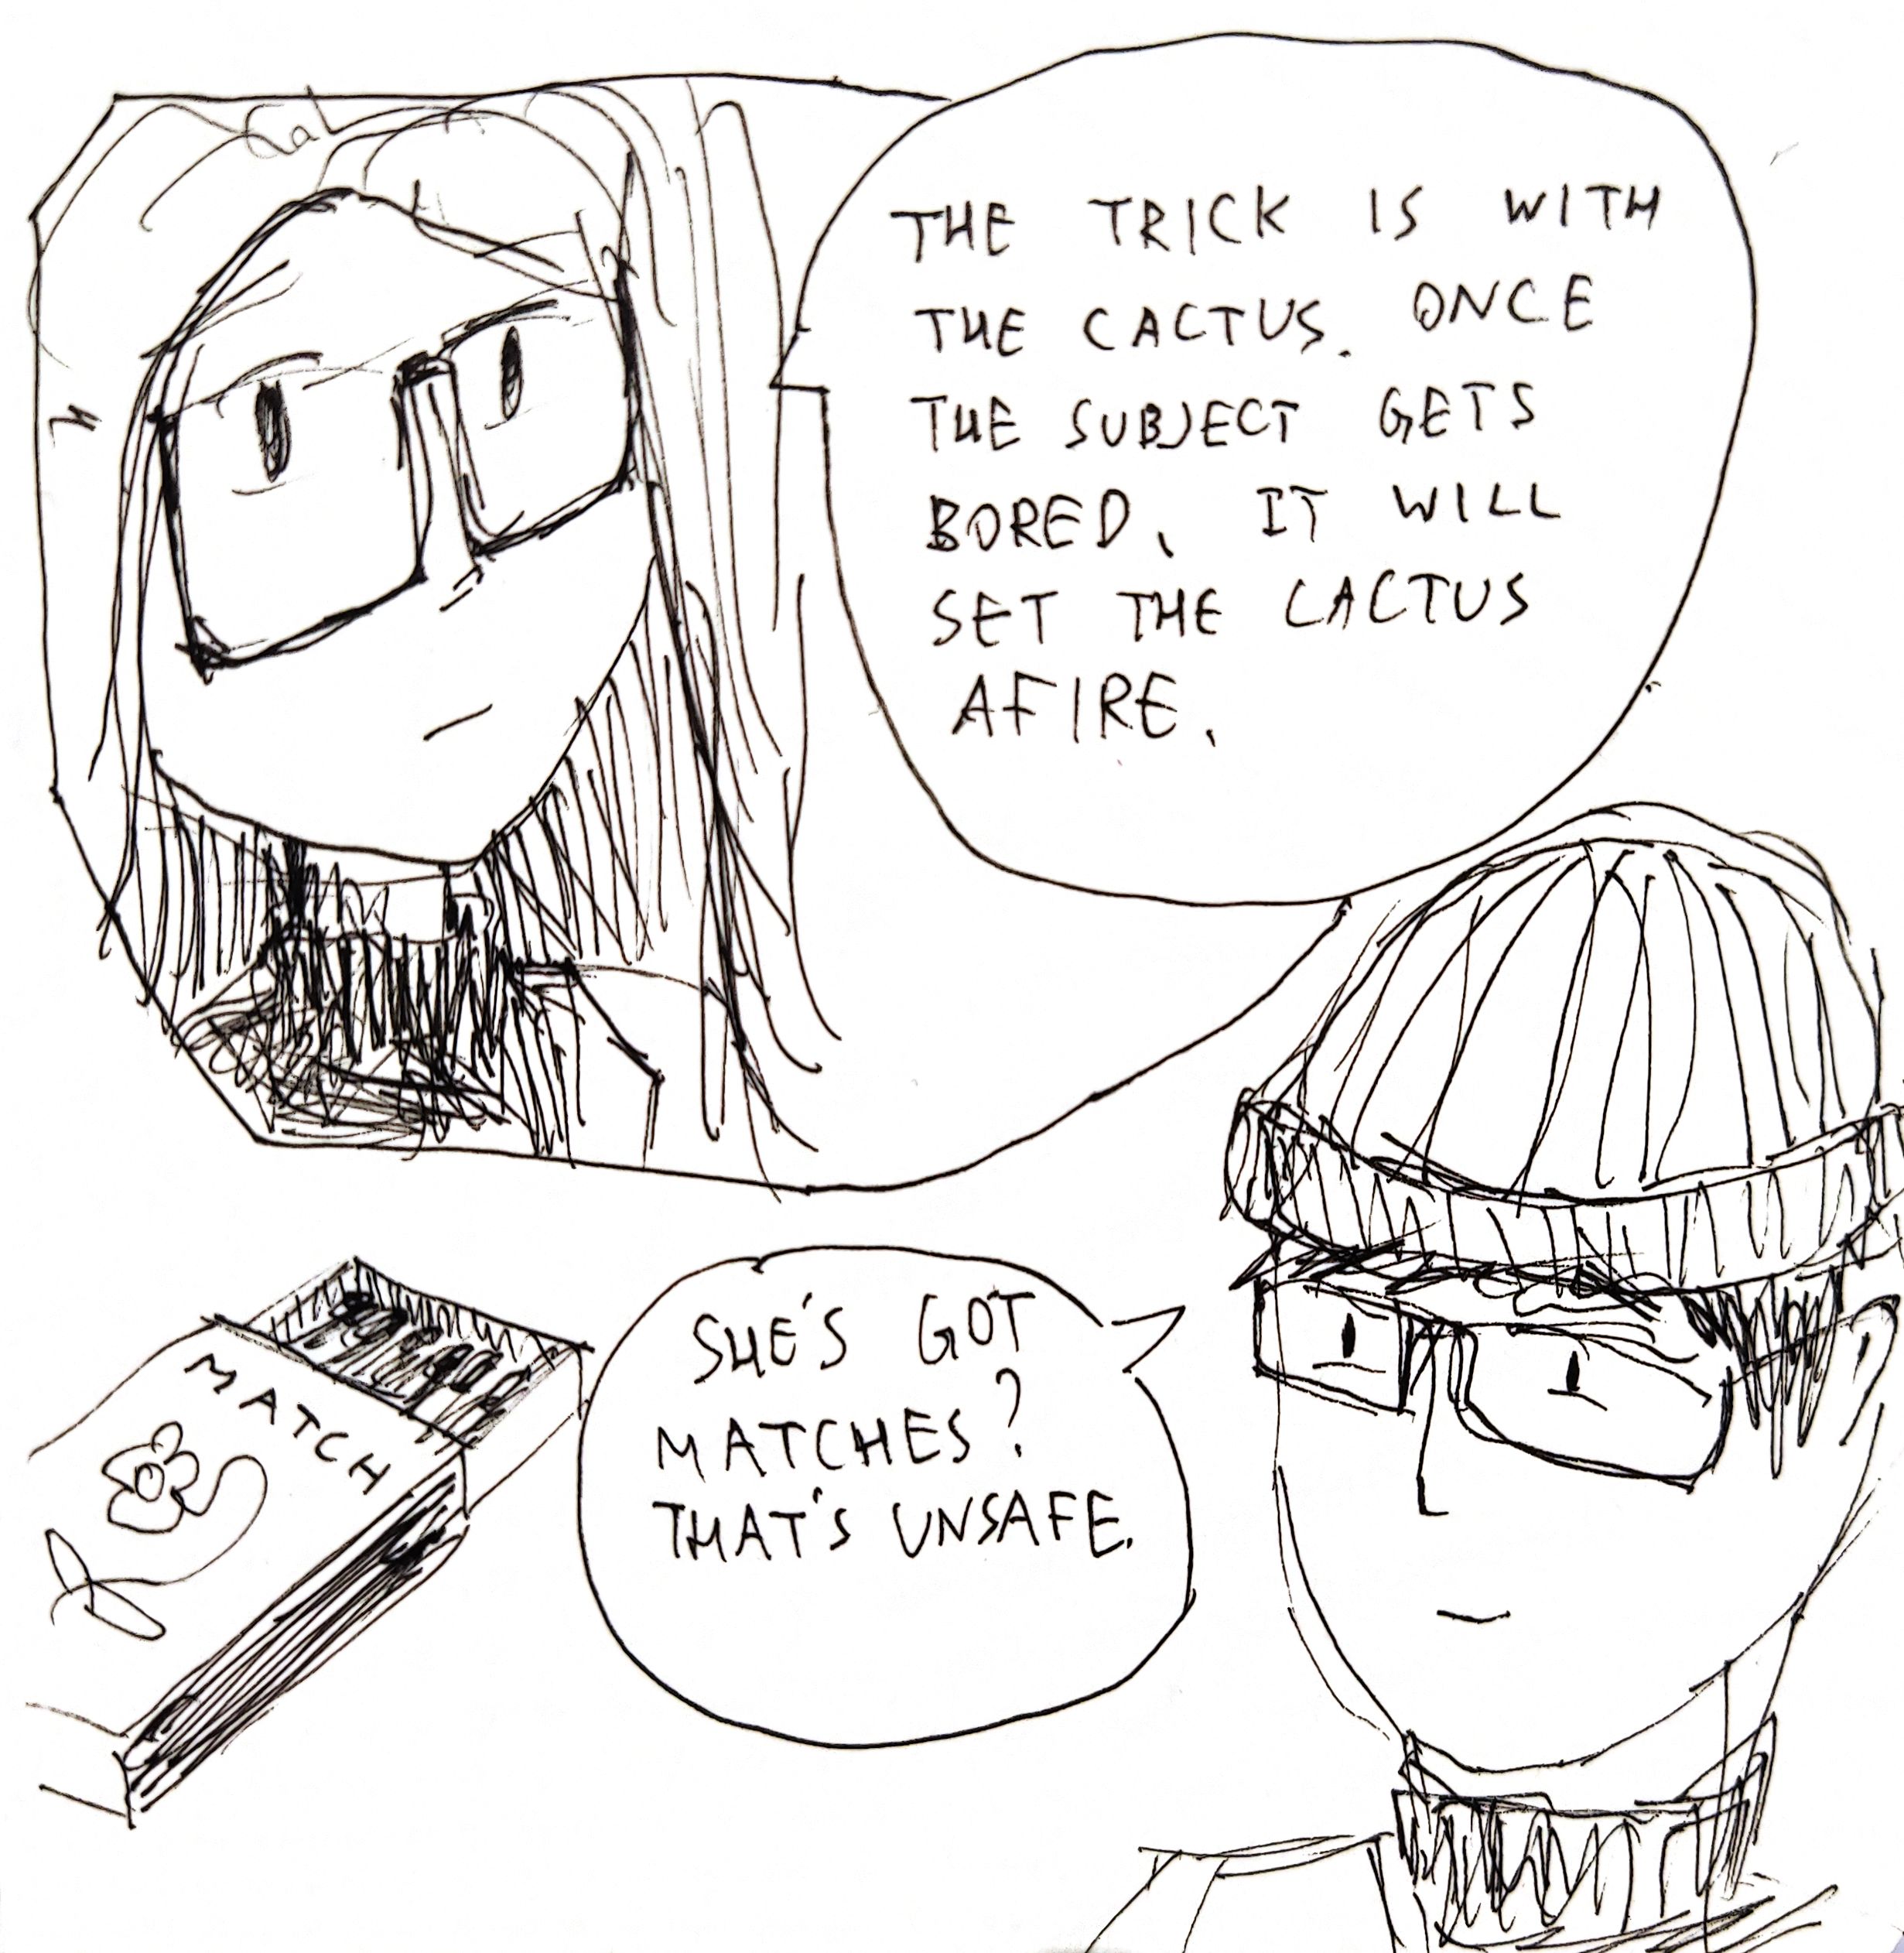 THE TRICK IS WITH
THE CACTUS. ONCE
THE SUBJECT GETS
BORED, IT WILL
SET THE CACTUS
AFIRE.
MATCH
SHE'S GOT
MATCHES?
THAT'S UNSAFE.